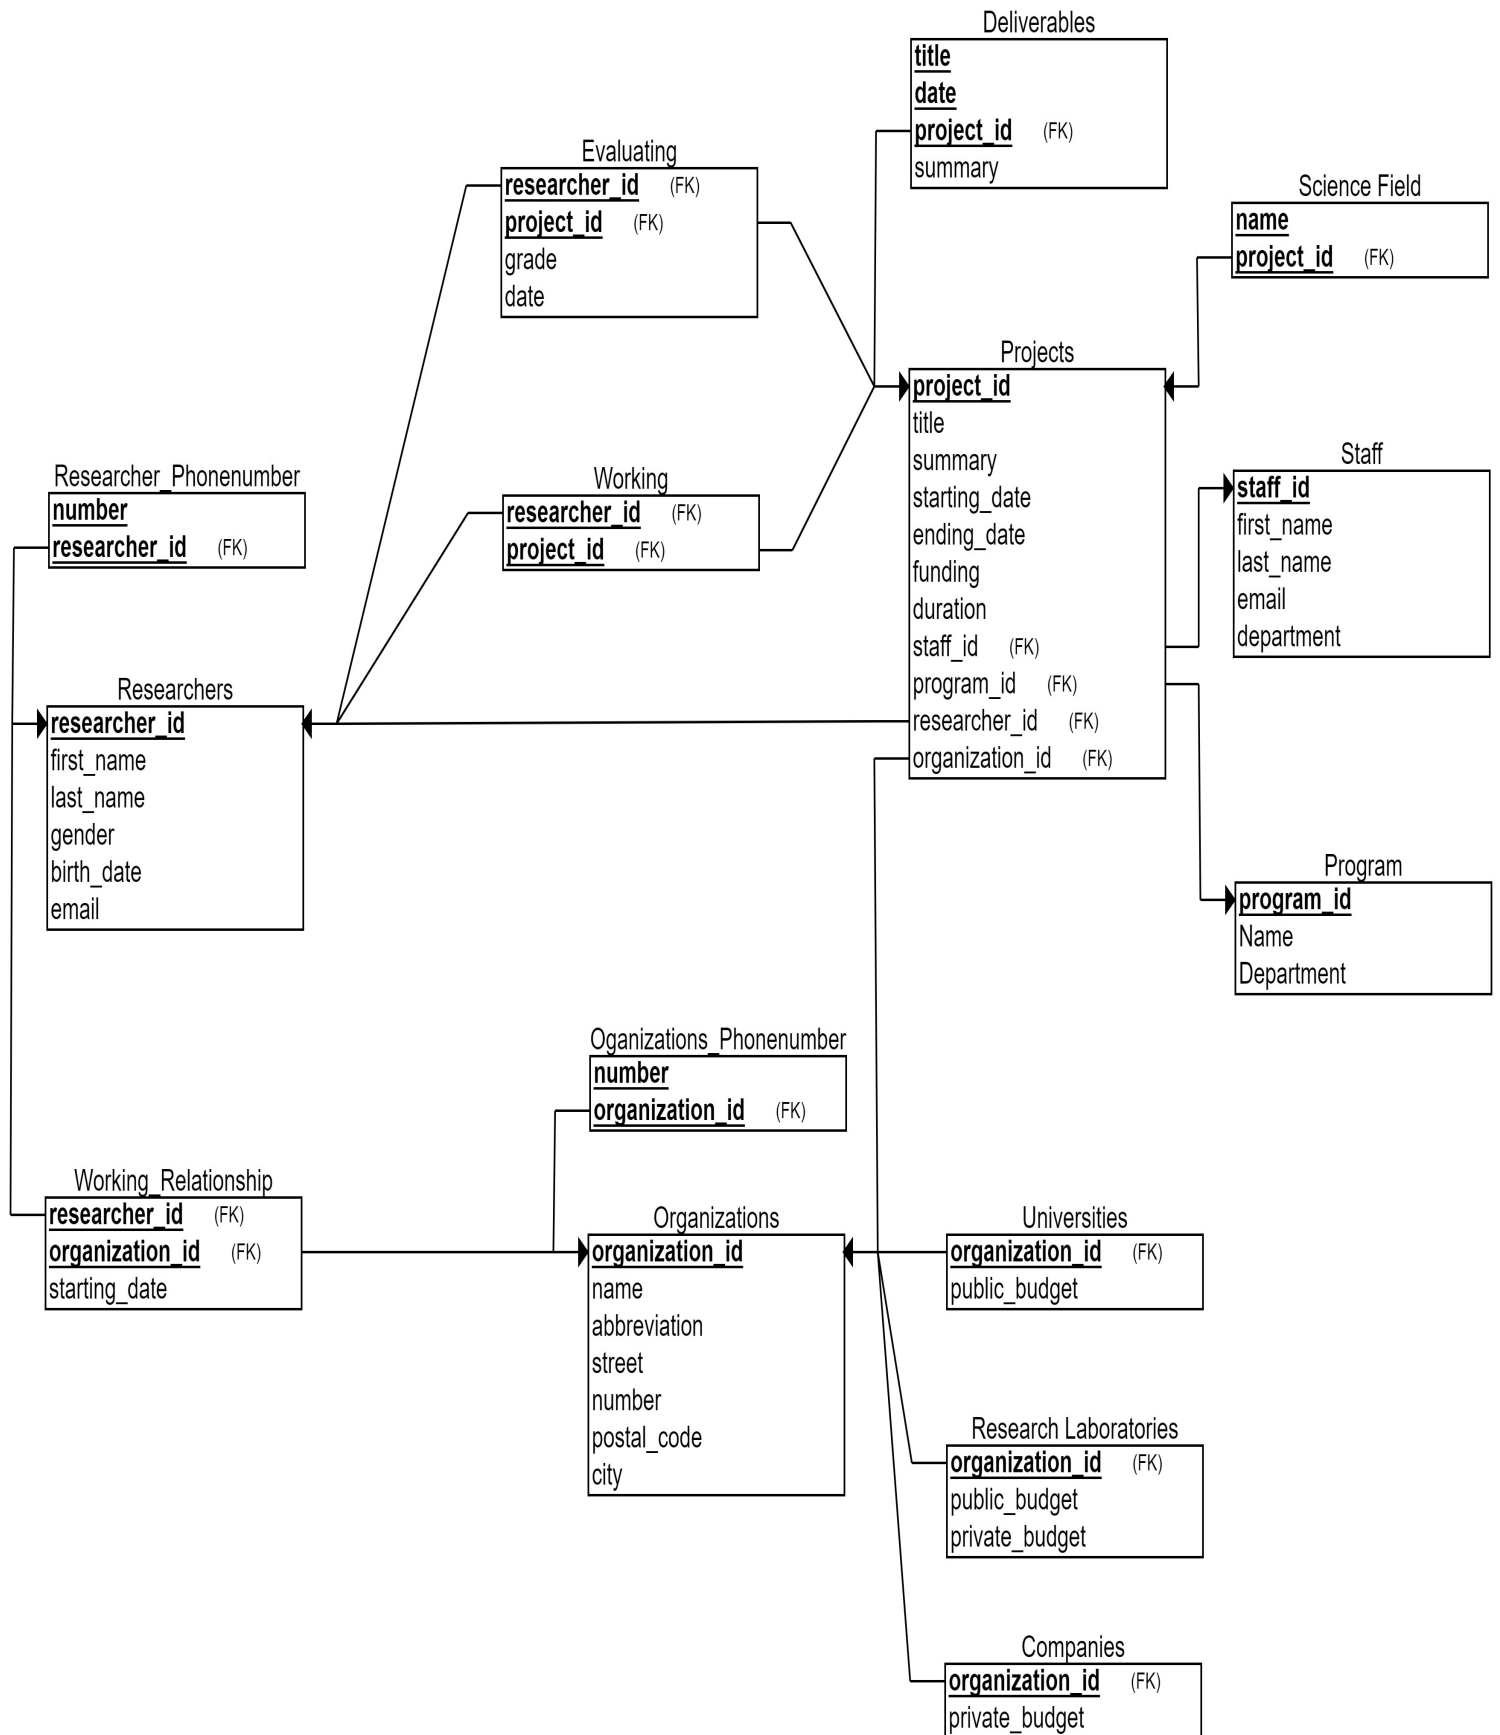 Deliverables
title
date
project_id (FK)
summary
Evaluating
researcher_id (FK)
project_id (FK)
grade
date
Science Field
name
project_id (FK)
Projects
project_id
title
summary
starting_date
ending_date
funding
duration
staff_id (FK)
program_id (FK)
researcher_id (FK)
organization_id (FK)
Staff
staff_id
first_name
last_name
email
department
Researcher_Phonenumber
number
researcher_id (FK)
Working
researcher_id (FK)
project_id (FK)
Researchers
researcher_id
first_name
last_name
gender
birth_date
email
Program
program_id
Name
Department
Oganizations_Phonenumber
number
organization_id (FK)
Working_Relationship
researcher_id (FK)
organization_id (FK)
starting_date
Organizations
organization_id
name
abbreviation
street
number
postal_code
city
Universities
organization_id (FK)
public_budget
Research Laboratories
organization_id (FK)
public_budget
private_budget
Companies
organization_id (FK)
private_budget